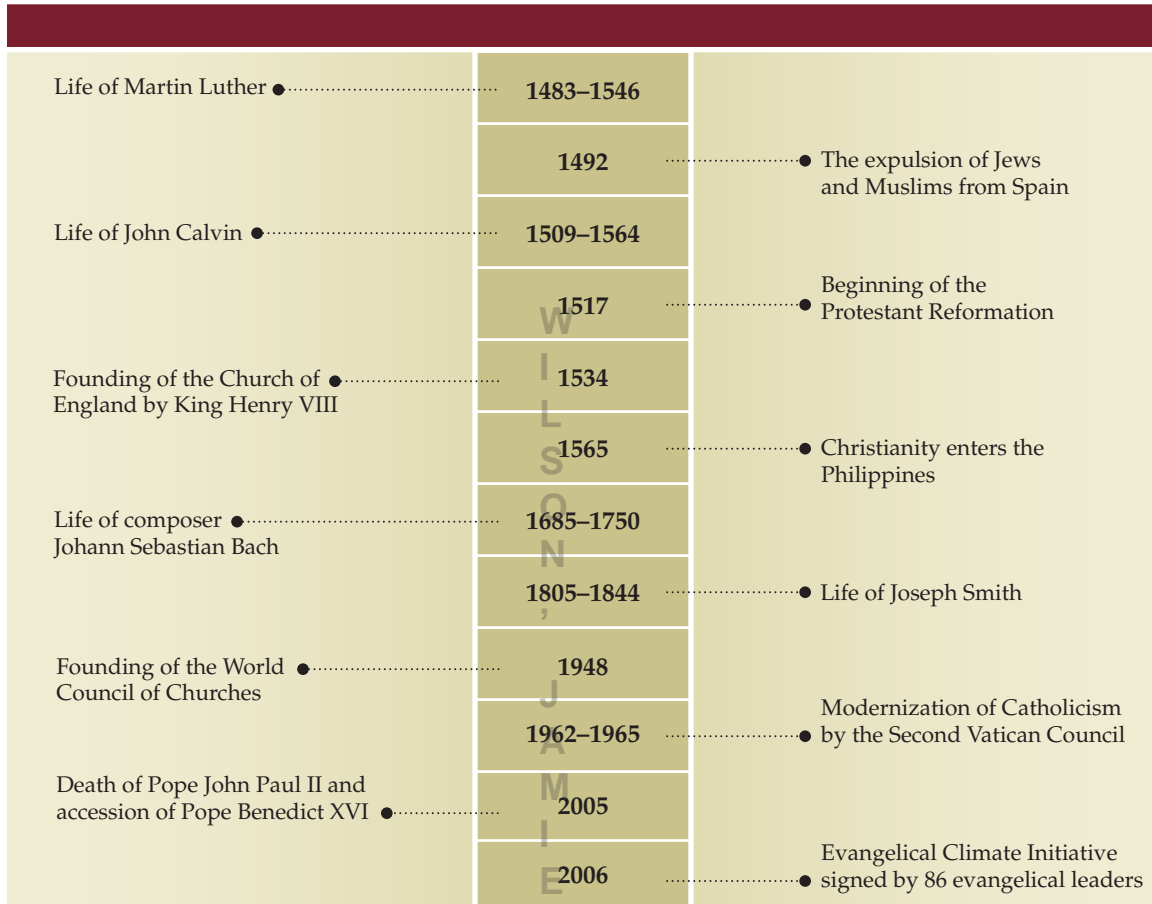 Life of Martin Luther
1483–1546
1492
The expulsion of Jews
and Muslims from Spain
Life of John Calvin
1509–1564
1517
Beginning of the
Protestant Reformation
Founding of the Church of
England by King Henry VIII
1534
1565
Christianity enters the
Philippines
Life of composer
Johann Sebastian Bach
1685–1750
1805–1844
Life of Joseph Smith
Founding of the World
Council of Churches
1948
1962–1965
Modernization of Catholicism
by the Second Vatican Council
Death of Pope John Paul II and
accession of Pope Benedict XVI
2005
2006
Evangelical Climate Initiative
signed by 86 evangelical leaders
WILSON, JAMIE